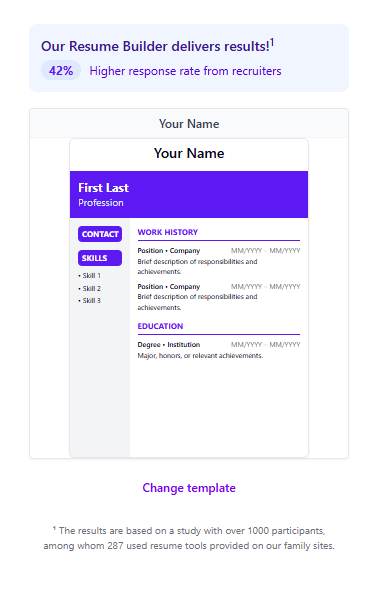 Our Resume Builder delivers results!¹
42% Higher response rate from recruiters
Your Name
Your Name
First Last
Profession
CONTACT
SKILLS
• Skill 1
• Skill 2
• Skill 3
WORK HISTORY
Position • Company MM/YYYY - MM/YYYY
Brief description of responsibilities and
achievements.
Position • Company MM/YYYY - MM/YYYY
Brief description of responsibilities and
achievements.
EDUCATION
Degree • Institution MM/YYYY - MM/YYYY
Major, honors, or relevant achievements.
Change template
¹ The results are based on a study with over 1000 participants,
among whom 287 used resume tools provided on our family sites.